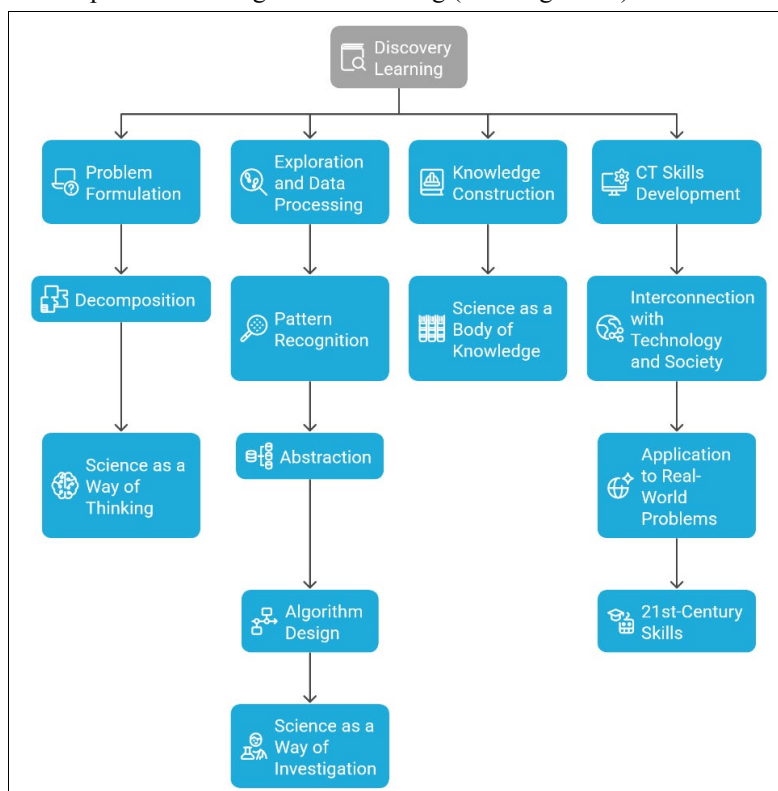 Discovery
Learning
Problem
Formulation
Exploration
and Data
Processing
Knowledge
Construction
CT Skills
Development
Decomposition
Pattern
Recognition
Science as a
Body of
Knowledge
Interconnection
with
Technology
and Society
Science as a
Way of
Thinking
Abstraction
Application
to Real-
World
Problems
Algorithm
Design
21st-Century
Skills
Science as a
Way of
Investigation